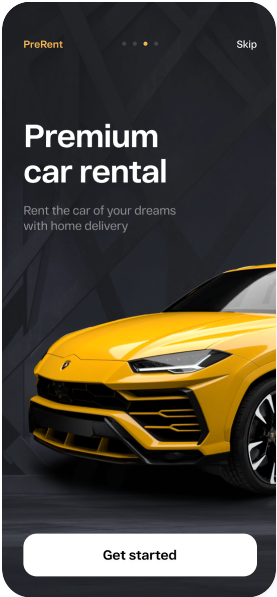 PreRent
Skip
Premium
car rental
Rent the car of your dreams
with home delivery
Get started